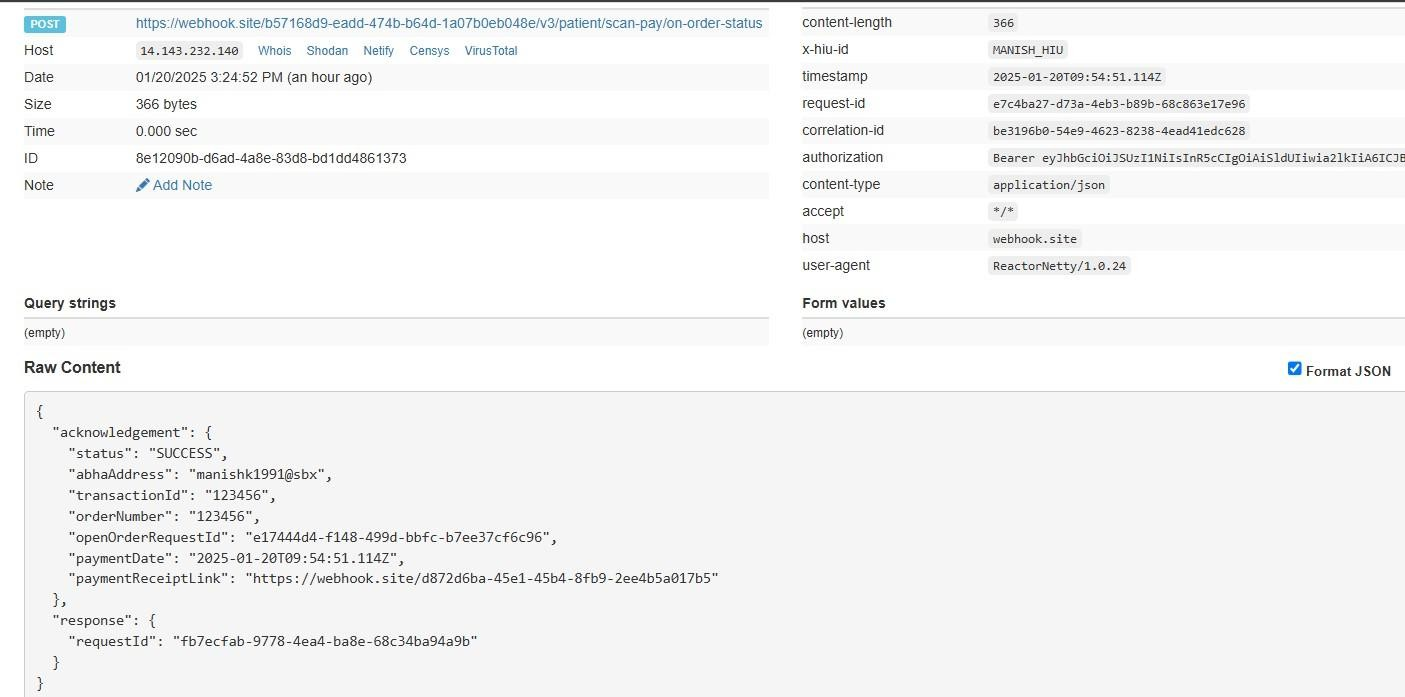 POST https://webhook.site/b57168d9-eadd-474b-b64d-1a07b0eb048e/v3/patient/scan-pay/on-order-status
Host 14.143.232.140 Whois Shodan Netify Censys VirusTotal
Date 01/20/2025 3:24:52 PM (an hour ago)
Size 366 bytes
Time 0.000 sec
ID 8e12090b-d6ad-4a8e-83d8-bd1dd4861373
Note Add Note
content-length 366
x-hiu-id MANISH_HIU
timestamp 2025-01-20T09:54:51.114Z
request-id e7c4ba27-d73a-4eb3-b89b-68c863e17e96
correlation-id be3196b0-54e9-4623-8238-4ead41edc628
authorization Bearer eyJhbGciOiJSUzI1NiIsInR5cCIgOiAiSldUIiwia2lkIiA6ICJB
content-type application/json
accept */*
host webhook.site
user-agent ReactorNetty/1.0.24
Query strings
(empty)
Form values
(empty)
Raw Content
Format JSON
{
  "acknowledgement": {
    "status": "SUCCESS",
    "abhaAddress": "manishk1991@sbx",
    "transactionId": "123456",
    "orderNumber": "123456",
    "openOrderRequestId": "e17444d4-f148-499d-bbfc-b7ee37cf6c96",
    "paymentDate": "2025-01-20T09:54:51.114Z",
    "paymentReceiptLink": "https://webhook.site/d872d6ba-45e1-45b4-8fb9-2ee4b5a017b5"
  },
  "response": {
    "requestId": "fb7ecfab-9778-4ea4-ba8e-68c34ba94a9b"
  }
}